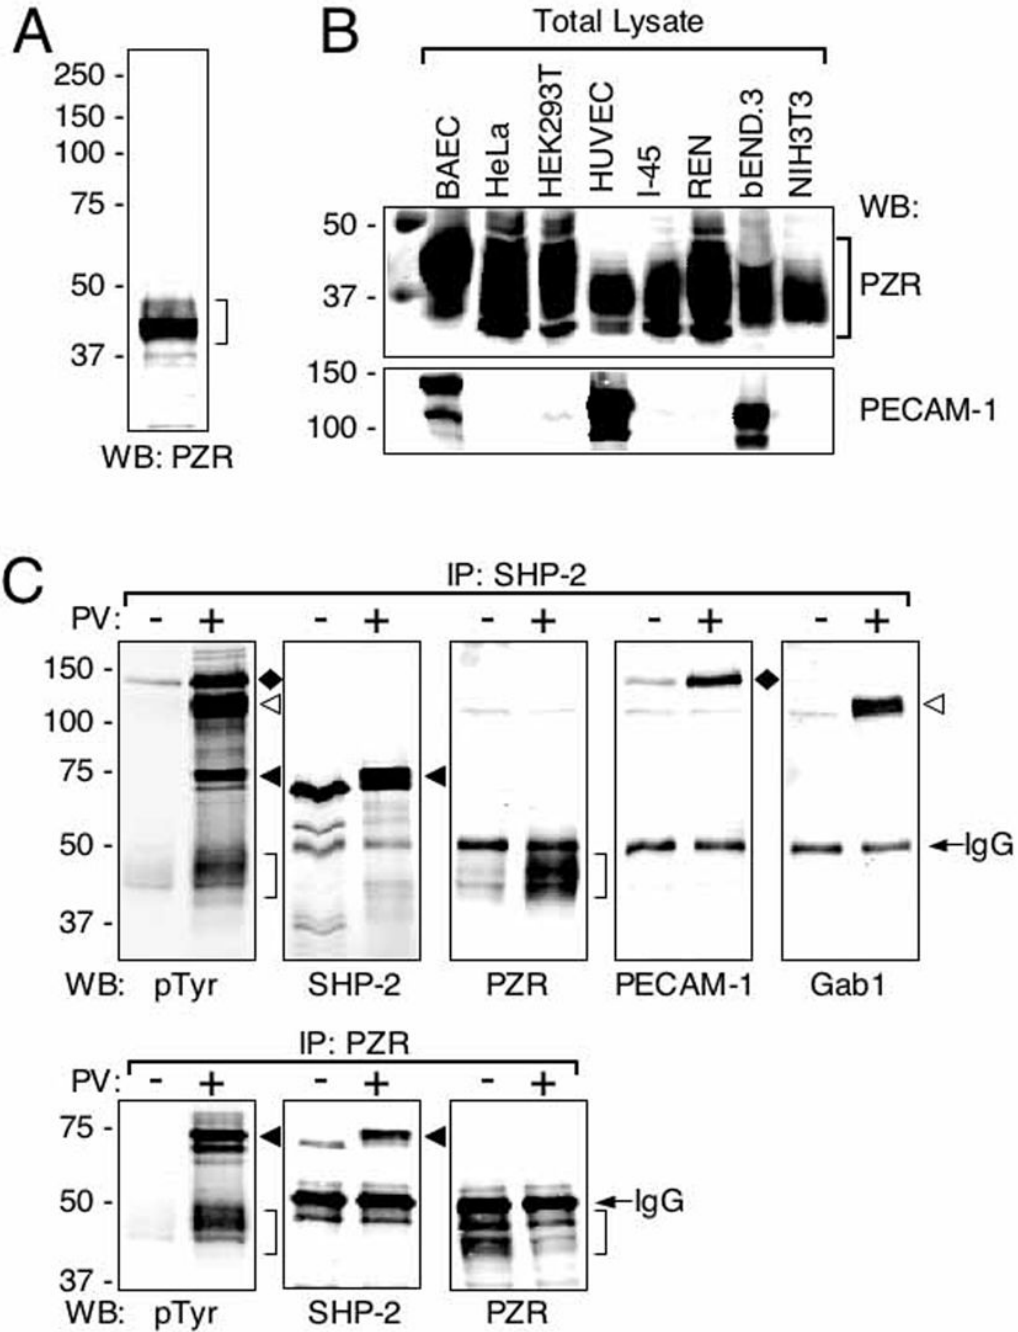 A
250 -
150 -
100 -
75 -
50 -
37 -
WB: PZR
B
Total Lysate
BAEC
HeLa
HEK293T
HUVEC
I-45
REN
bEND.3
NIH3T3
WB:
50 -
37 -
PZR
150 -
100 -
PECAM-1
C
IP: SHP-2
PV: - + - + - + - + - +
150 -
100 -
75 -
50 -
37 -
IgG
WB: pTyr SHP-2 PZR PECAM-1 Gab1
IP: PZR
PV: - + - + - +
75 -
50 -
37 -
IgG
WB: pTyr SHP-2 PZR